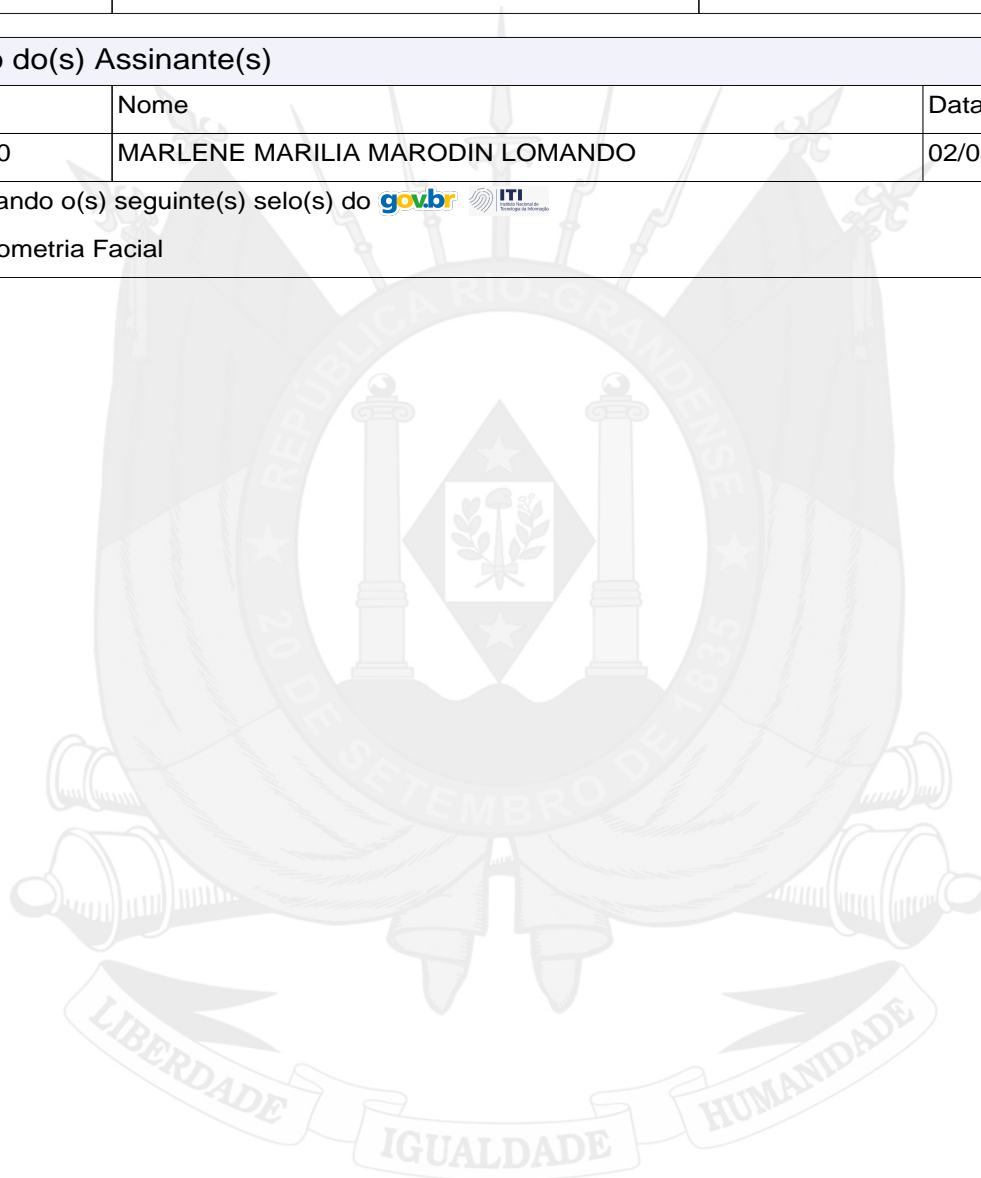 o do(s) Assinante(s)
Nome
Data
0
MARLENE MARILIA MARODIN LOMANDO
02/0
ando o(s) seguinte(s) selo(s) do gov.br ITI
ometria Facial
REPÚBLICA RIO-GRANDENSE
20 DE SETEMBRO DE 1835
LIBERDADE
IGUALDADE
HUMANIDADE